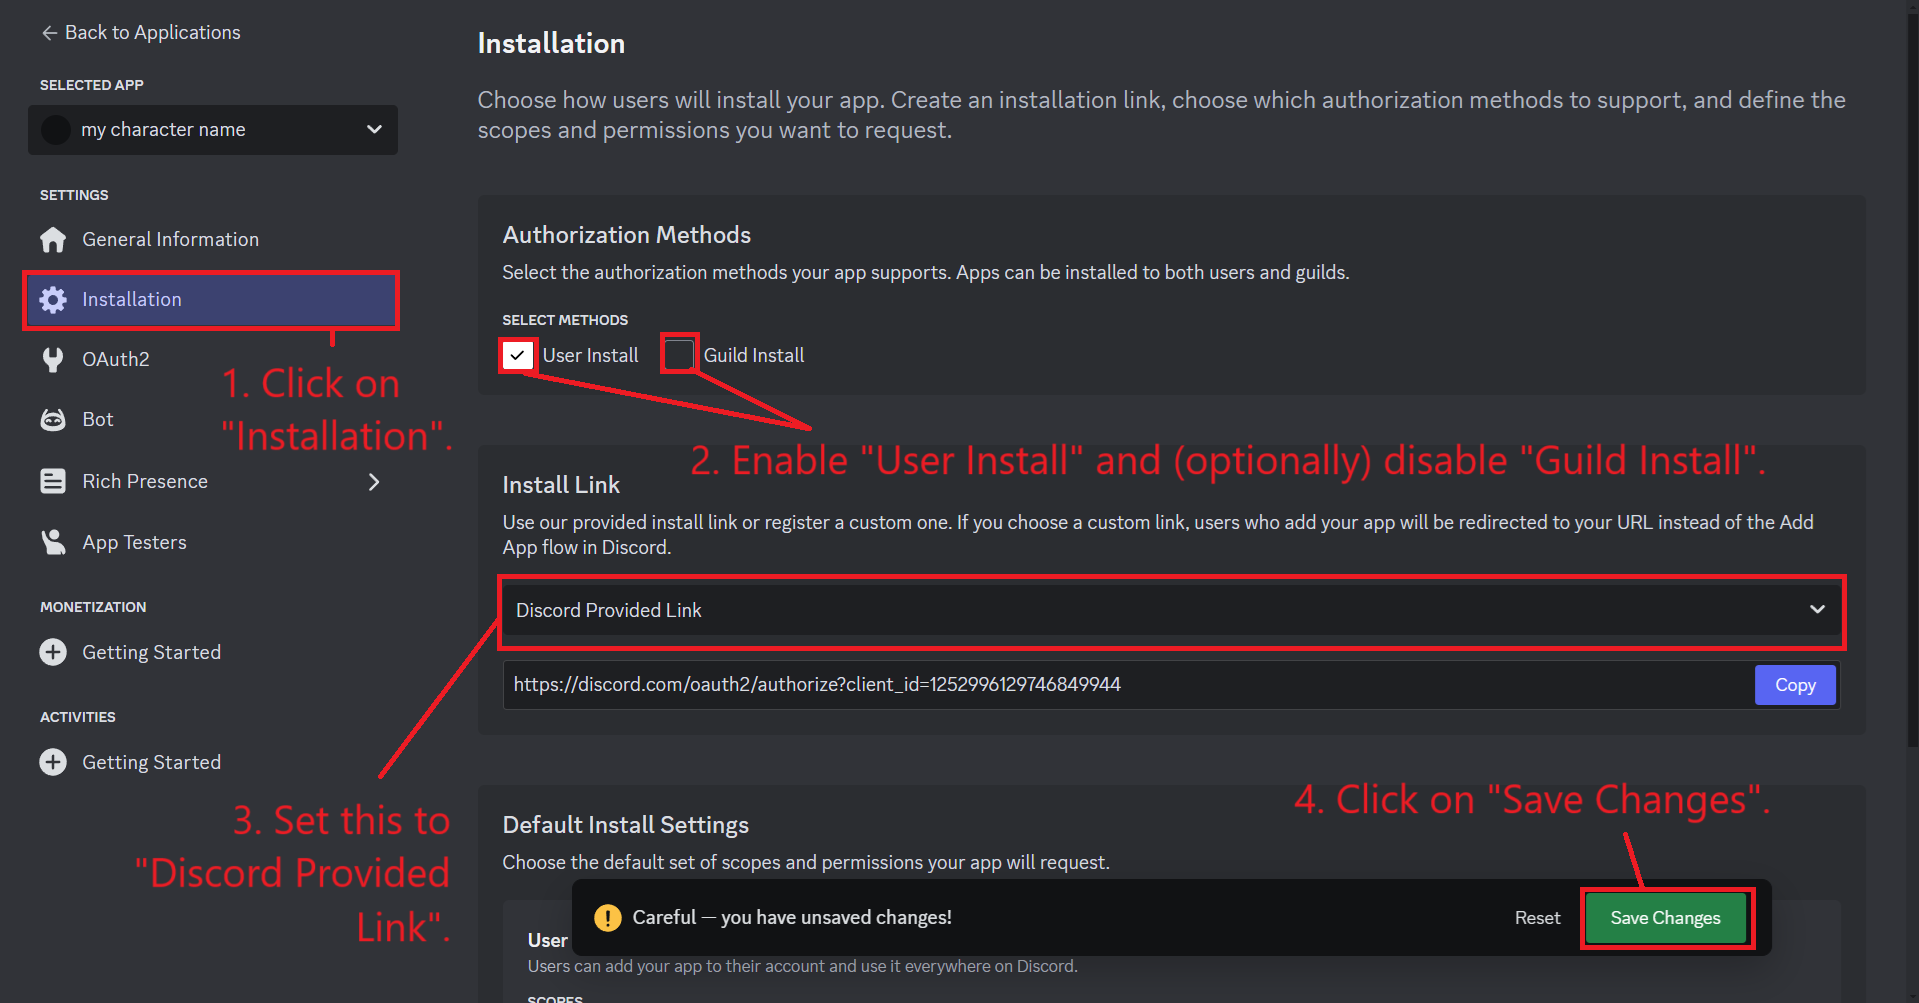 Back to Applications
SELECTED APP
my character name
SETTINGS
General Information
Installation
OAuth2
Bot
Rich Presence
App Testers
MONETIZATION
Getting Started
ACTIVITIES
Getting Started
1. Click on
"Installation".
3. Set this to
"Discord Provided
Link".
Installation
Choose how users will install your app. Create an installation link, choose which authorization methods to support, and define the
scopes and permissions you want to request.
Authorization Methods
Select the authorization methods your app supports. Apps can be installed to both users and guilds.
SELECT METHODS
User Install Guild Install
2. Enable "User Install" and (optionally) disable "Guild Install".
Install Link
Use our provided install link or register a custom one. If you choose a custom link, users who add your app will be redirected to your URL instead of the Add
App flow in Discord.
Discord Provided Link
https://discord.com/oauth2/authorize?client_id=1252996129746849944
Copy
4. Click on "Save Changes".
Default Install Settings
Choose the default set of scopes and permissions your app will request.
Careful — you have unsaved changes!
Reset
Save Changes
User
Users can add your app to their account and use it everywhere on Discord.
SCOPES